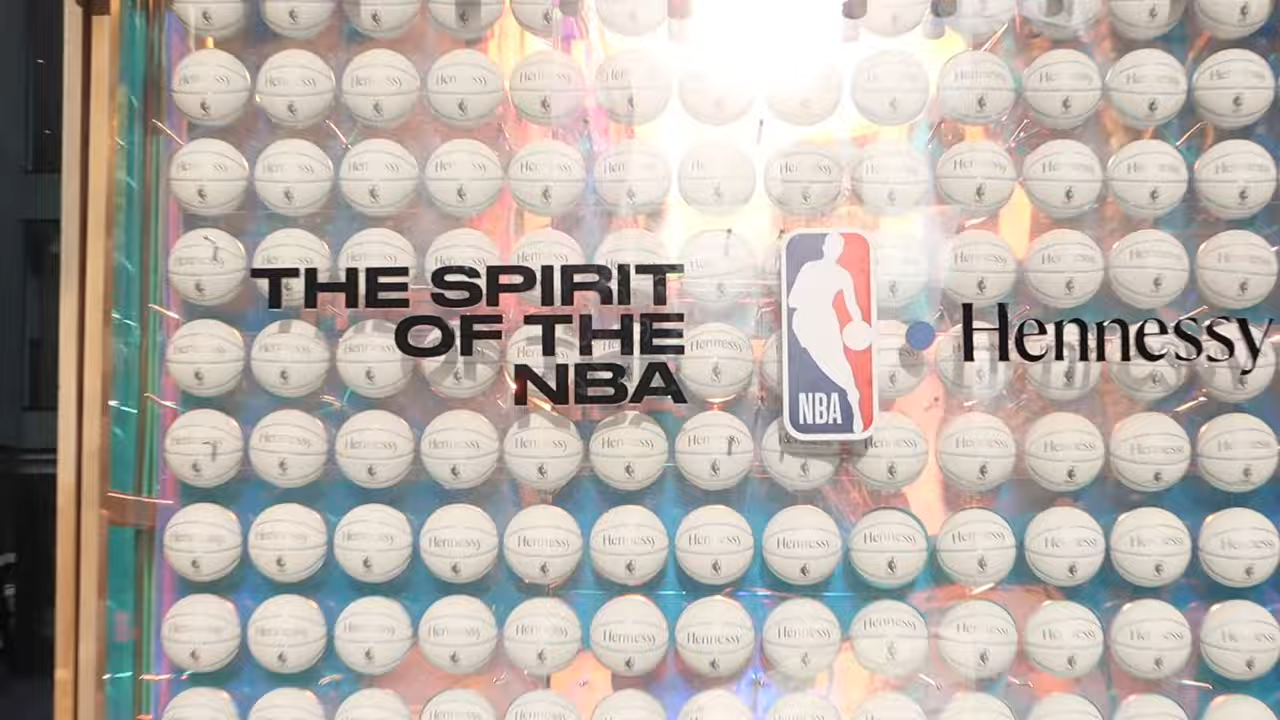 THE SPIRIT
OF THE
NBA
NBA
Hennessy